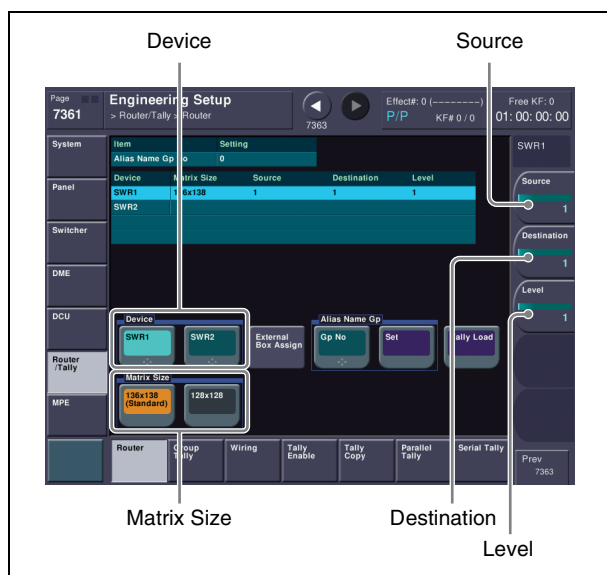 Device
Source
Page
7361
Engineering Setup
> Router/Tally > Router
7363
Effect#: 0 (--------)
P/P
KF# 0 / 0
Free KF: 0
01: 00: 00: 00
System
Panel
Switcher
DME
DCU
Router
/Tally
MPE
Item Setting
Alias Name Gp No 0
Device Matrix Size Source Destination Level
SWR1 136x138 1 1 1
SWR2
SWR1
Source
1
Destination
1
Level
1
Device
SWR1
SWR2
External
Box Assign
Alias Name Gp
Gp No
Set
Tally Load
Matrix Size
136x138
(Standard)
128x128
Router
Group
Tally
Wiring
Tally
Enable
Tally
Copy
Parallel
Tally
Serial Tally
Prev
7363
Matrix Size
Destination
Level